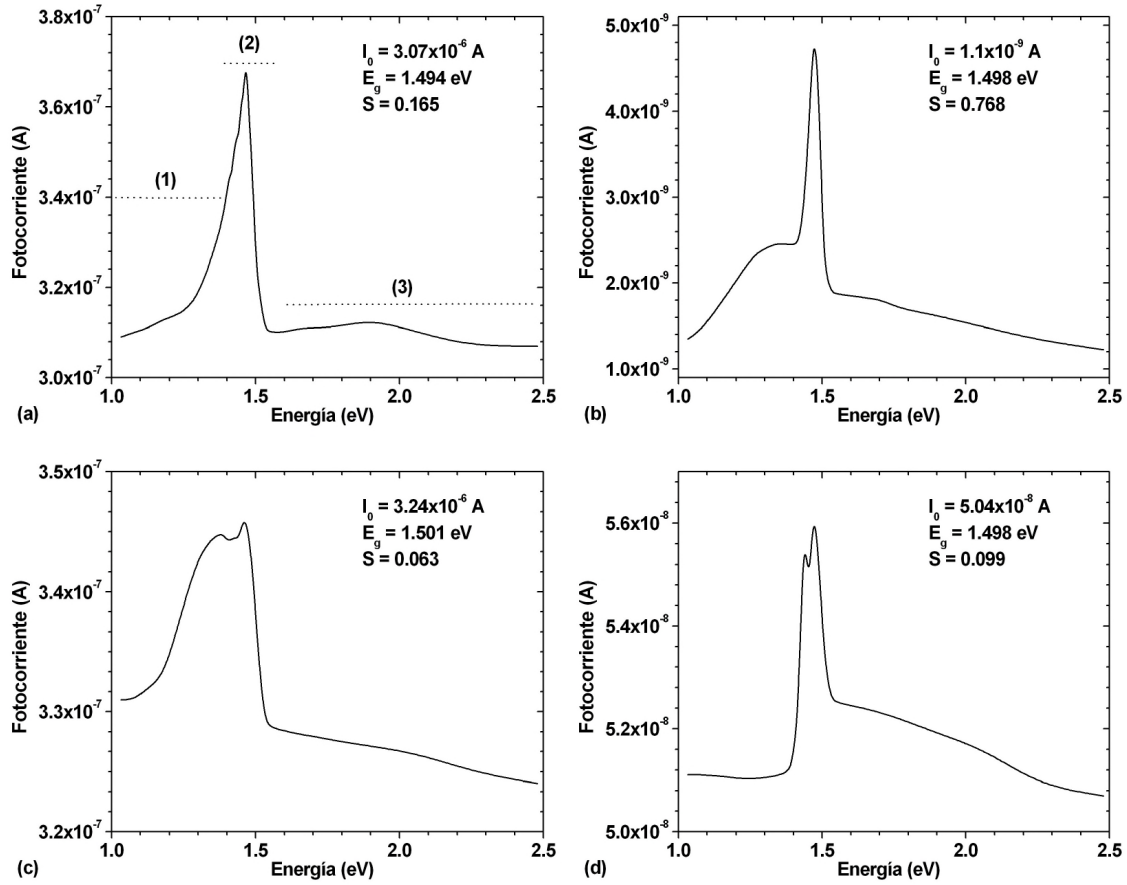 3.8x10⁻⁷
3.6x10⁻⁷
3.4x10⁻⁷
3.2x10⁻⁷
3.0x10⁻⁷
Fotocorriente (A)
(1)
(2)
(3)
I₀ = 3.07x10⁻⁶ A
E_g = 1.494 eV
S = 0.165
1.0 1.5 2.0 2.5
Energía (eV)
(a)
5.0x10⁻⁹
4.0x10⁻⁹
3.0x10⁻⁹
2.0x10⁻⁹
1.0x10⁻⁹
Fotocorriente (A)
I₀ = 1.1x10⁻⁹ A
E_g = 1.498 eV
S = 0.768
1.0 1.5 2.0 2.5
Energía (eV)
(b)
3.5x10⁻⁷
3.4x10⁻⁷
3.3x10⁻⁷
3.2x10⁻⁷
Fotocorriente (A)
I₀ = 3.24x10⁻⁶ A
E_g = 1.501 eV
S = 0.063
1.0 1.5 2.0 2.5
Energía (eV)
(c)
5.6x10⁻⁸
5.4x10⁻⁸
5.2x10⁻⁸
5.0x10⁻⁸
Fotocorriente (A)
I₀ = 5.04x10⁻⁸ A
E_g = 1.498 eV
S = 0.099
1.0 1.5 2.0 2.5
Energía (eV)
(d)